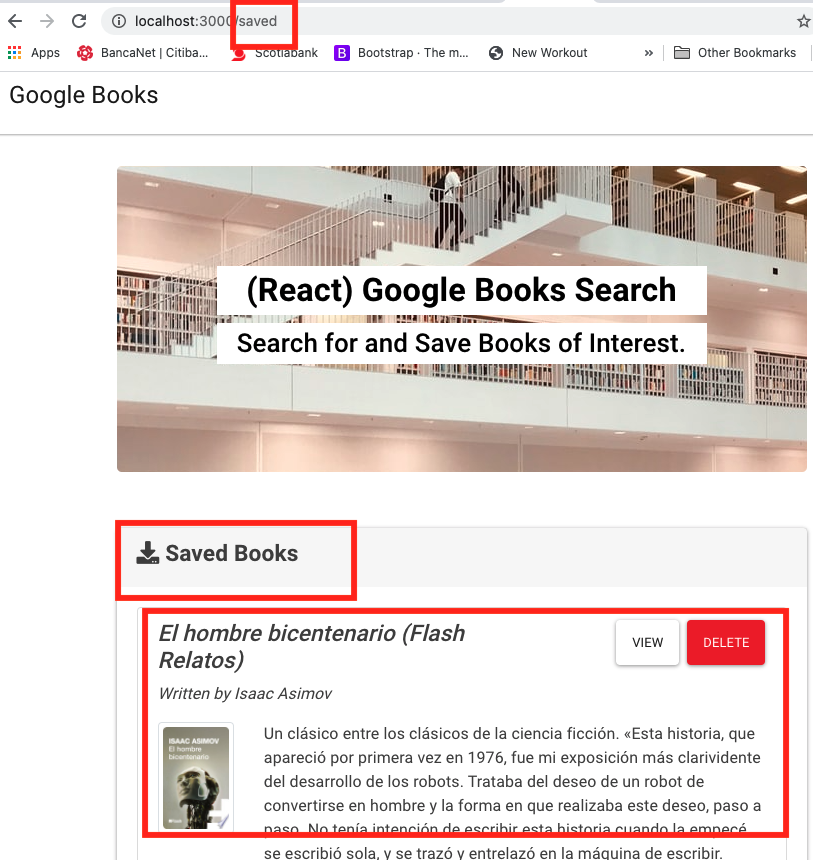 localhost:3000/saved
Apps BancaNet | Citiba... Scotiabank B Bootstrap · The m... New Workout » Other Bookmarks
Google Books
(React) Google Books Search
Search for and Save Books of Interest.
Saved Books
El hombre bicentenario (Flash
Relatos)
VIEW DELETE
Written by Isaac Asimov
ISAAC ASIMOV
El hombre
bicentenario
Un clásico entre los clásicos de la ciencia ficción. «Esta historia, que
apareció por primera vez en 1976, fue mi exposición más clarividente
del desarrollo de los robots. Trataba del deseo de un robot de
convertirse en hombre y la forma en que realizaba este deseo, paso a
paso. No tenía intención de escribir esta historia cuando la empecé,
se escribió sola, y se trazó y entrelazó en la máquina de escribir.